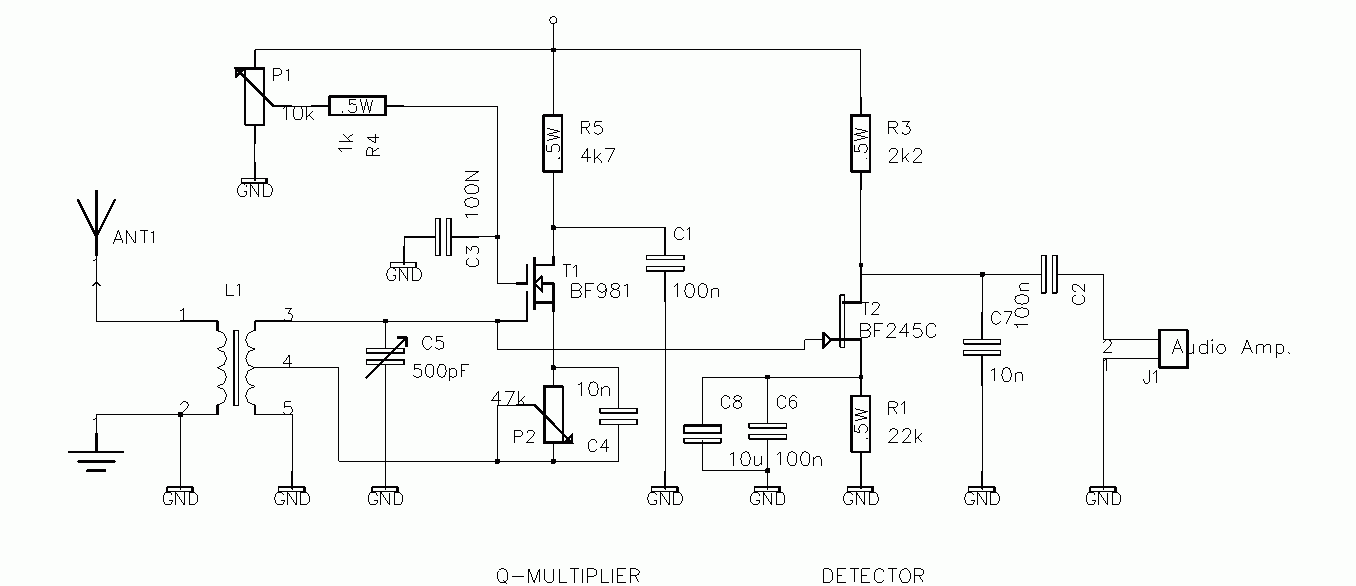 P1
10k
.5W
1k
R4
GND
.5W
R5
4k7
.5W
R3
2k2
ANT1
100N
C3
GND
C1
100n
T1
BF981
L1
1
3
4
2
5
C5
500pF
T2
BF245C
C7
100n
C2
10n
2
1
J1
Audio Amp.
47k
P2
10n
C4
C8
C6
10u
100n
.5W
R1
22k
GND
GND
GND
GND
GND
GND
GND
GND
Q-MULTIPLIER
DETECTOR